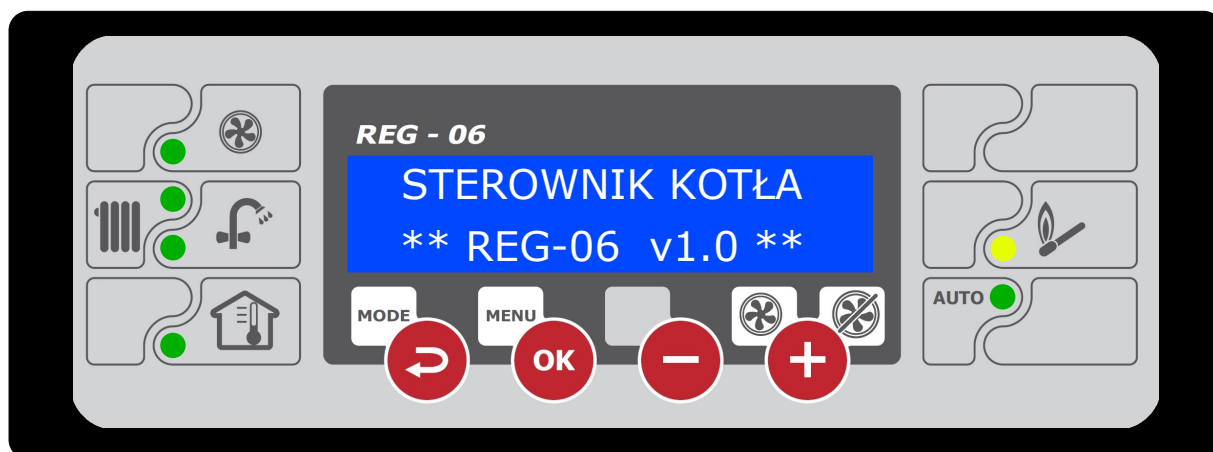 REG - 06
STEROWNIK KOTŁA
** REG-06 v1.0 **
MODE
MENU
OK
AUTO